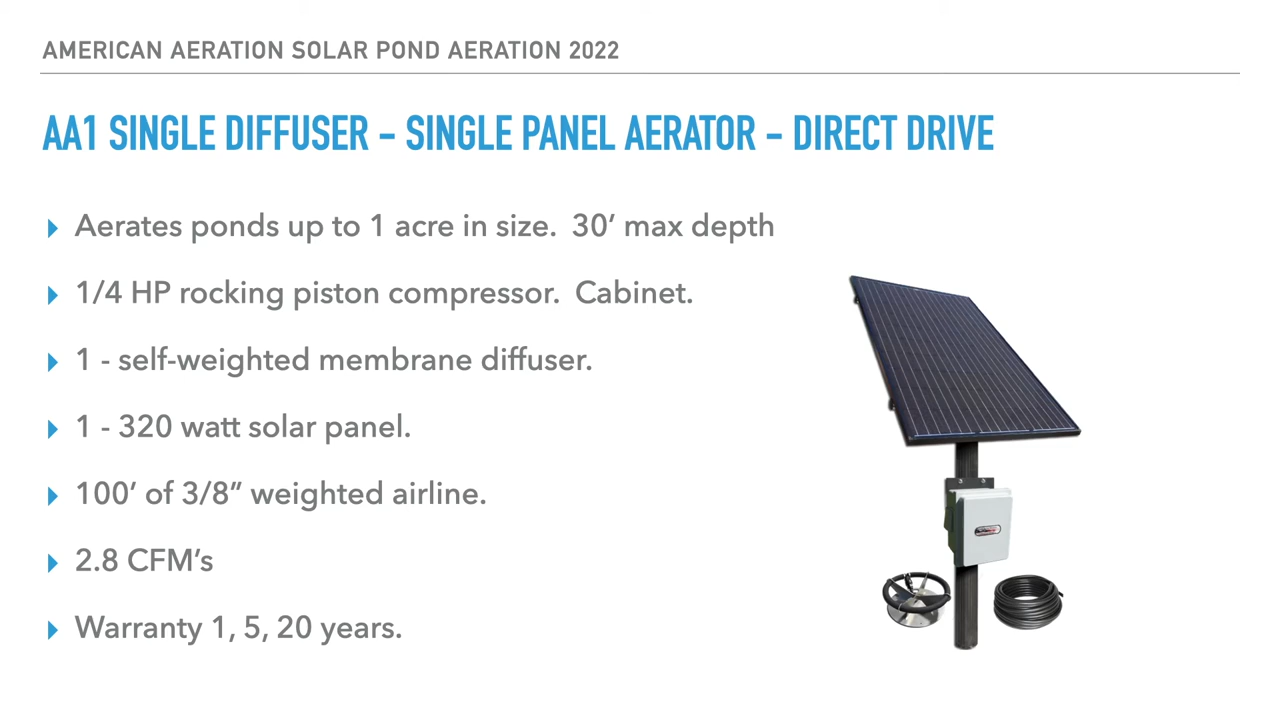 AMERICAN AERATION SOLAR POND AERATION 2022
AA1 SINGLE DIFFUSER - SINGLE PANEL AERATOR - DIRECT DRIVE
Aerates ponds up to 1 acre in size.  30’ max depth
1/4 HP rocking piston compressor.  Cabinet.
1 - self-weighted membrane diffuser.
1 - 320 watt solar panel.
100’ of 3/8” weighted airline.
2.8 CFM’s
Warranty 1, 5, 20 years.